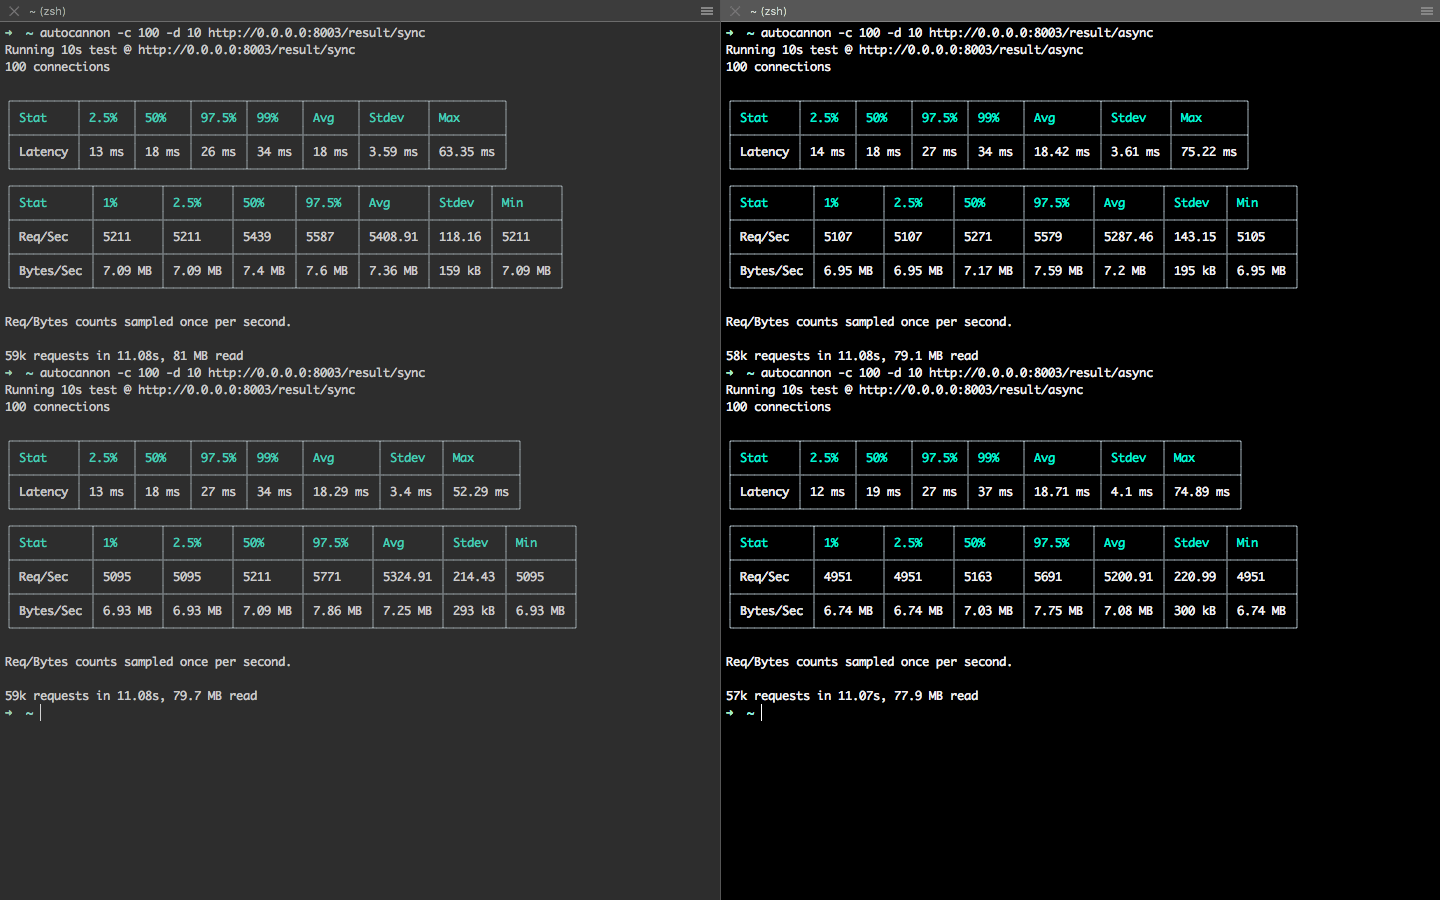 ~ (zsh)
➜ ~ autocannon -c 100 -d 10 http://0.0.0.0:8003/result/sync
Running 10s test @ http://0.0.0.0:8003/result/sync
100 connections
Stat 2.5% 50% 97.5% 99% Avg Stdev Max
Latency 13 ms 18 ms 26 ms 34 ms 18 ms 3.59 ms 63.35 ms
Stat 1% 2.5% 50% 97.5% Avg Stdev Min
Req/Sec 5211 5211 5439 5587 5408.91 118.16 5211
Bytes/Sec 7.09 MB 7.09 MB 7.4 MB 7.6 MB 7.36 MB 159 kB 7.09 MB
Req/Bytes counts sampled once per second.
59k requests in 11.08s, 81 MB read
➜ ~ autocannon -c 100 -d 10 http://0.0.0.0:8003/result/sync
Running 10s test @ http://0.0.0.0:8003/result/sync
100 connections
Stat 2.5% 50% 97.5% 99% Avg Stdev Max
Latency 13 ms 18 ms 27 ms 34 ms 18.29 ms 3.4 ms 52.29 ms
Stat 1% 2.5% 50% 97.5% Avg Stdev Min
Req/Sec 5095 5095 5211 5771 5324.91 214.43 5095
Bytes/Sec 6.93 MB 6.93 MB 7.09 MB 7.86 MB 7.25 MB 293 kB 6.93 MB
Req/Bytes counts sampled once per second.
59k requests in 11.08s, 79.7 MB read
➜ ~
~ (zsh)
➜ ~ autocannon -c 100 -d 10 http://0.0.0.0:8003/result/async
Running 10s test @ http://0.0.0.0:8003/result/async
100 connections
Stat 2.5% 50% 97.5% 99% Avg Stdev Max
Latency 14 ms 18 ms 27 ms 34 ms 18.42 ms 3.61 ms 75.22 ms
Stat 1% 2.5% 50% 97.5% Avg Stdev Min
Req/Sec 5107 5107 5271 5579 5287.46 143.15 5105
Bytes/Sec 6.95 MB 6.95 MB 7.17 MB 7.59 MB 7.2 MB 195 kB 6.95 MB
Req/Bytes counts sampled once per second.
58k requests in 11.08s, 79.1 MB read
➜ ~ autocannon -c 100 -d 10 http://0.0.0.0:8003/result/async
Running 10s test @ http://0.0.0.0:8003/result/async
100 connections
Stat 2.5% 50% 97.5% 99% Avg Stdev Max
Latency 12 ms 19 ms 27 ms 37 ms 18.71 ms 4.1 ms 74.89 ms
Stat 1% 2.5% 50% 97.5% Avg Stdev Min
Req/Sec 4951 4951 5163 5691 5200.91 220.99 4951
Bytes/Sec 6.74 MB 6.74 MB 7.03 MB 7.75 MB 7.08 MB 300 kB 6.74 MB
Req/Bytes counts sampled once per second.
57k requests in 11.07s, 77.9 MB read
➜ ~